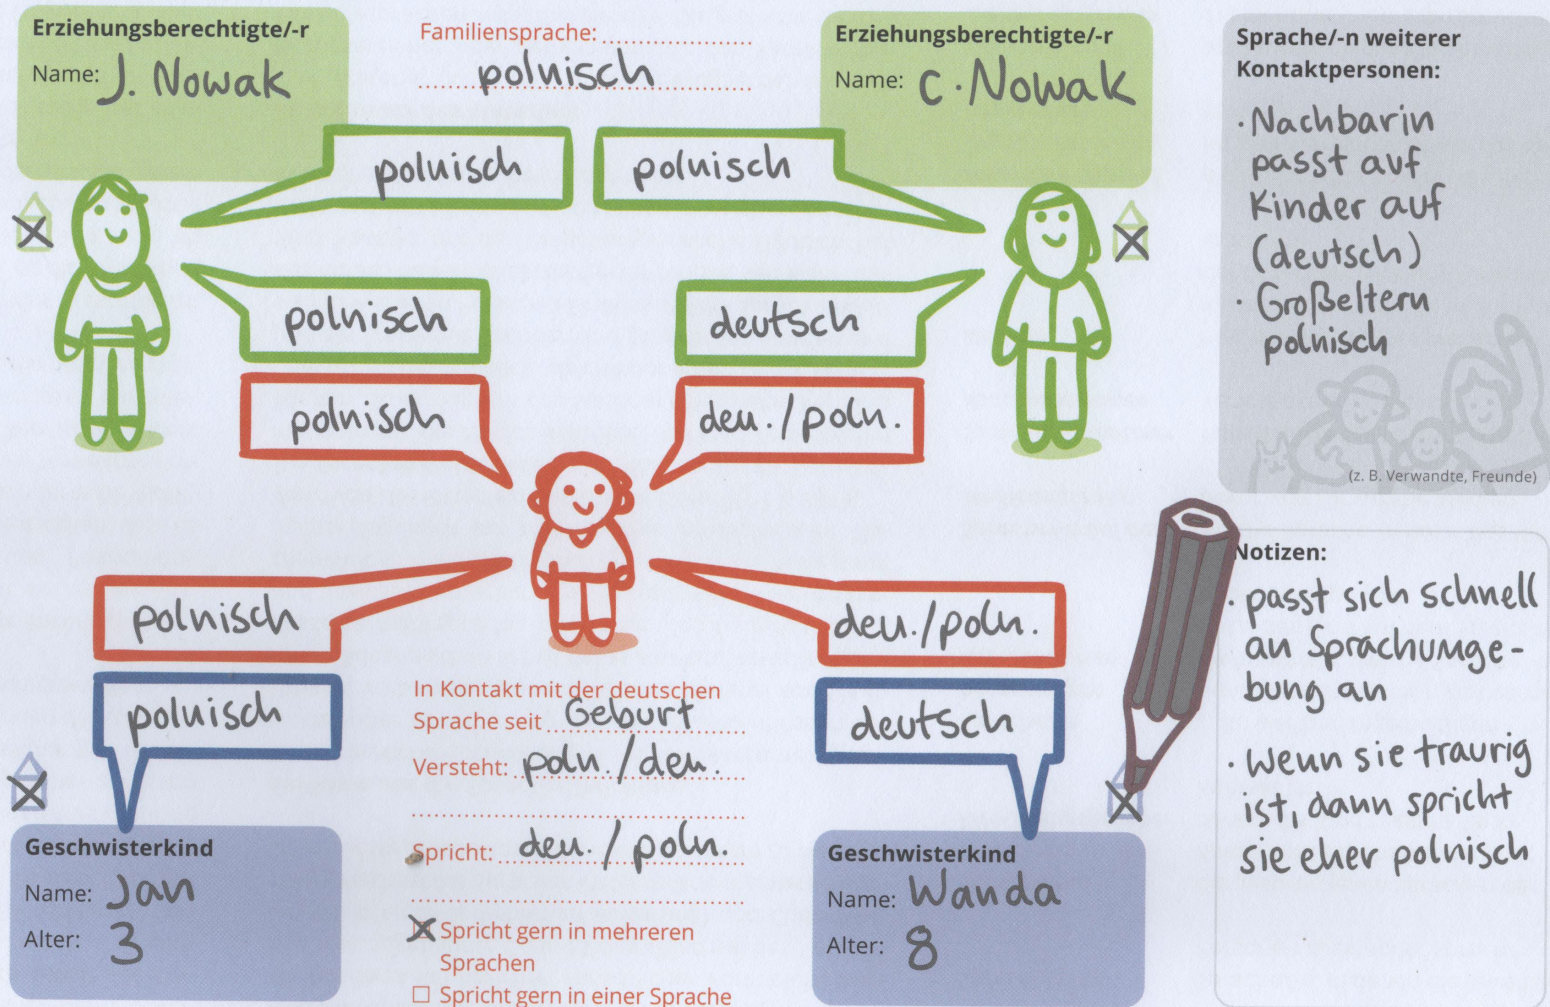 Erziehungsberechtigte/-r
Name: J. Nowak
Familiensprache:
polnisch
Erziehungsberechtigte/-r
Name: C. Nowak
polnisch
polnisch
polnisch
deutsch
polnisch
deu. / poln.
polnisch
deu. / poln.
polnisch
deutsch
In Kontakt mit der deutschen
Sprache seit Geburt
Versteht: poln. / deu.
Spricht: deu. / poln.
Spricht gern in mehreren
Sprachen
Spricht gern in einer Sprache
Geschwisterkind
Name: Jan
Alter: 3
Geschwisterkind
Name: Wanda
Alter: 8
Sprache/-n weiterer
Kontaktpersonen:
· Nachbarin
passt auf
Kinder auf
(deutsch)
· Großeltern
polnisch
(z. B. Verwandte, Freunde)
Notizen:
· passt sich schnell
an Sprachumge-
bung an
· Wenn sie traurig
ist, dann spricht
sie eher polnisch